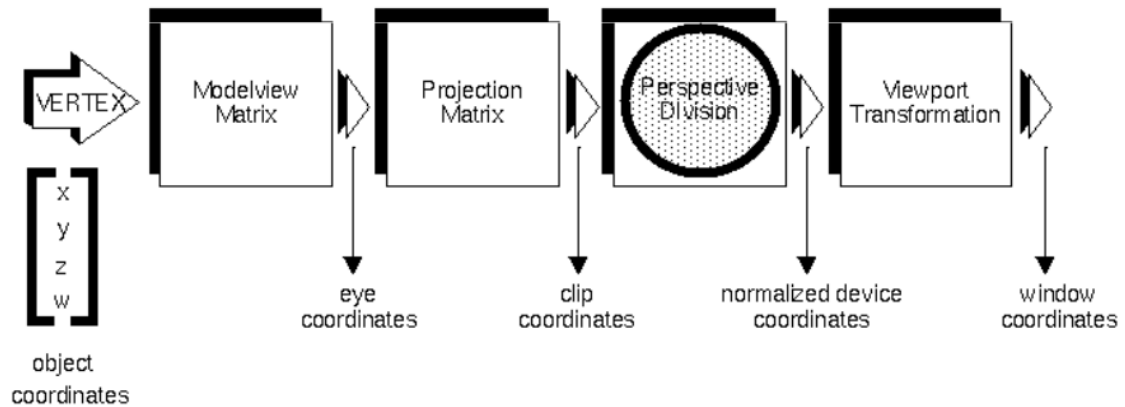 VERTEX
x
y
z
w
object
coordinates
Modelview
Matrix
eye
coordinates
Projection
Matrix
clip
coordinates
Perspective
Division
normalized device
coordinates
Viewport
Transformation
window
coordinates